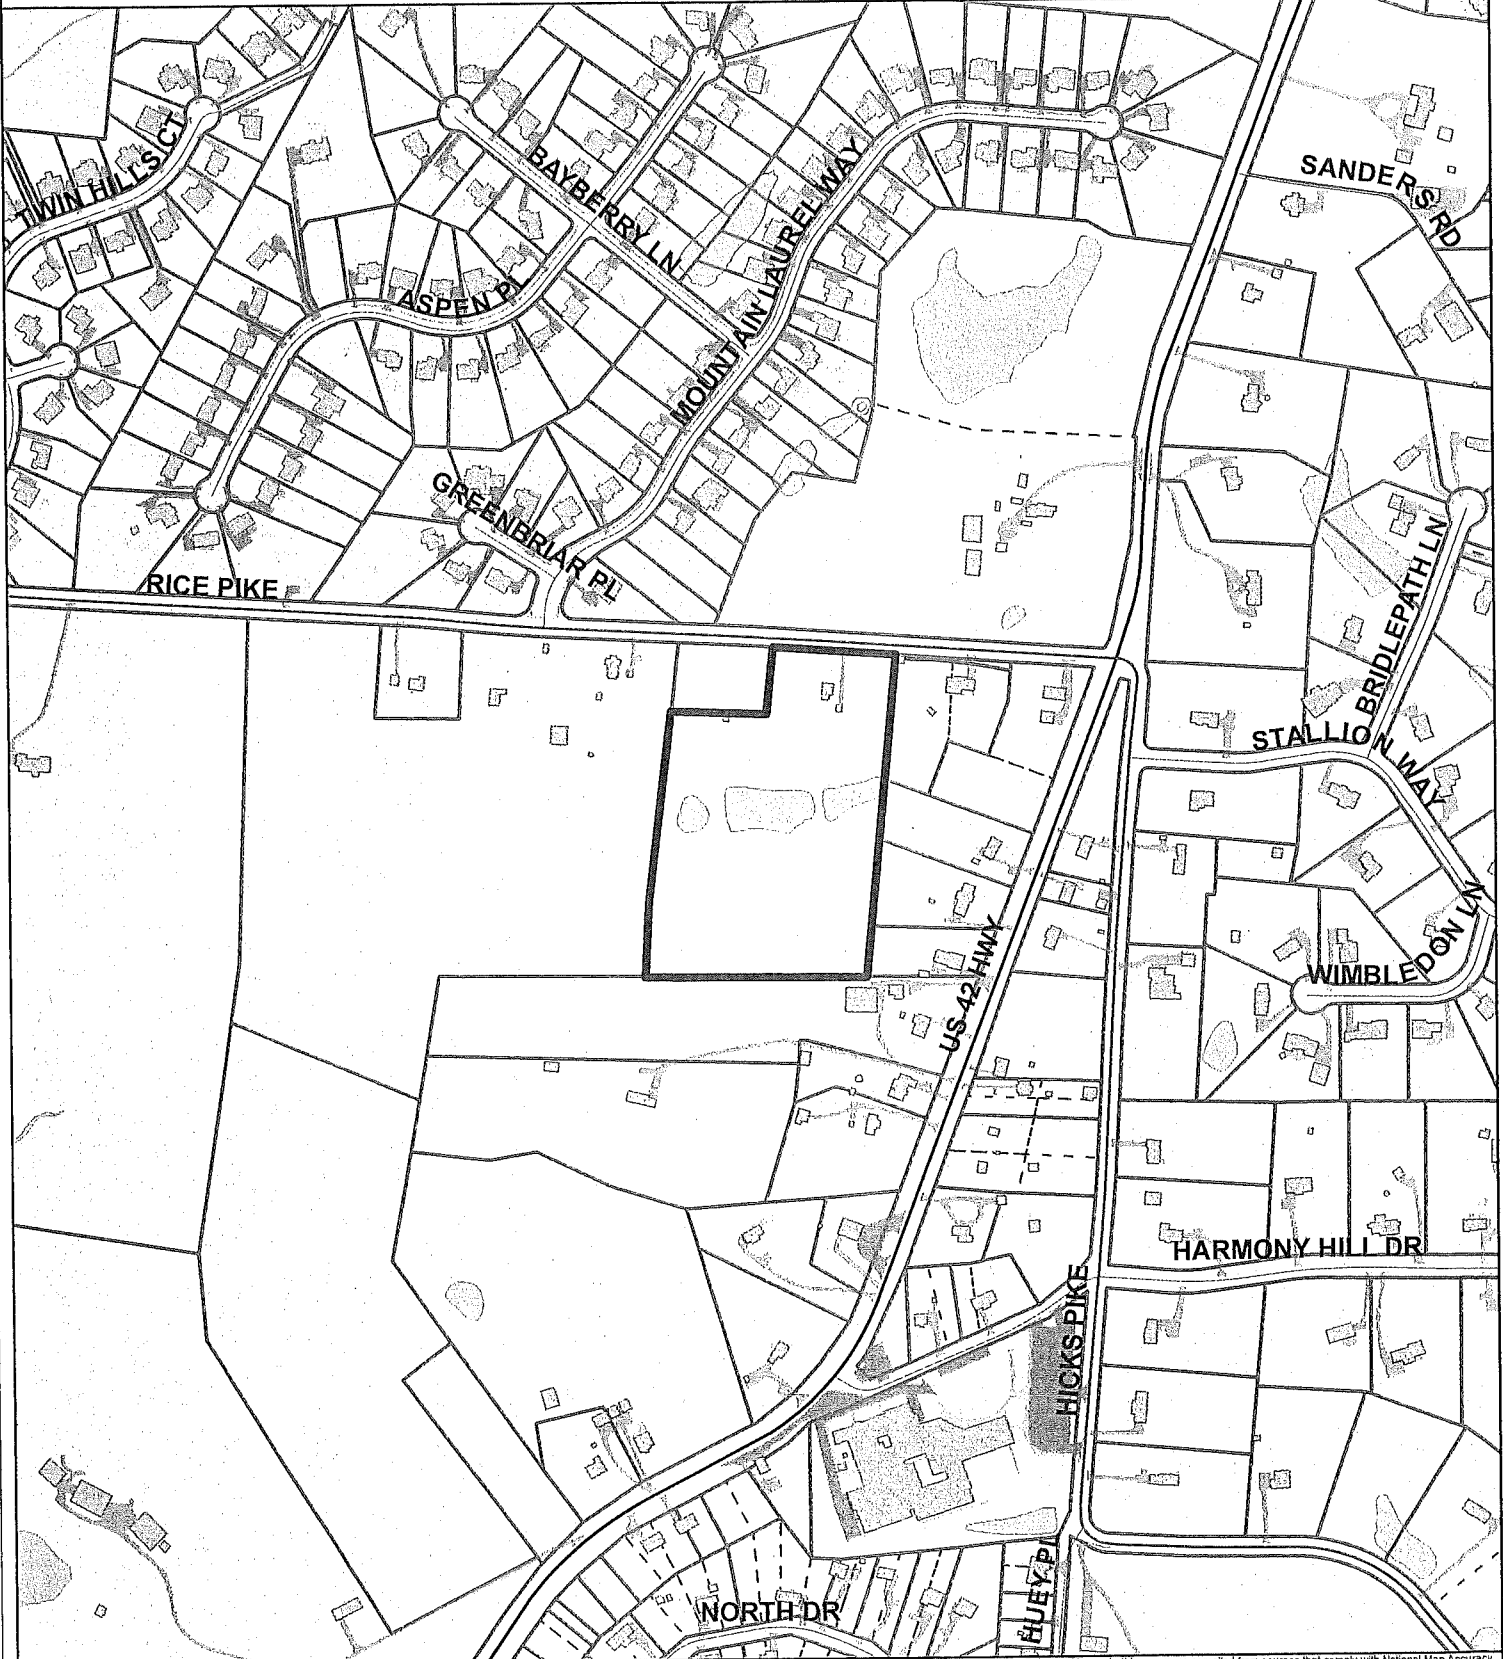 TWIN HILLS CT
BAYBERRY LN
ASPEN PL
MOUNTAIN LAUREL WAY
SANDERS RD
GREENBRIAR PL
RICE PIKE
BRIDLEPATH LN
STALLION WAY
WIMBLEDON LN
US 42 HWY
HARMONY HILL DR
HICKS PIKE
HUEY PL
NORTH DR